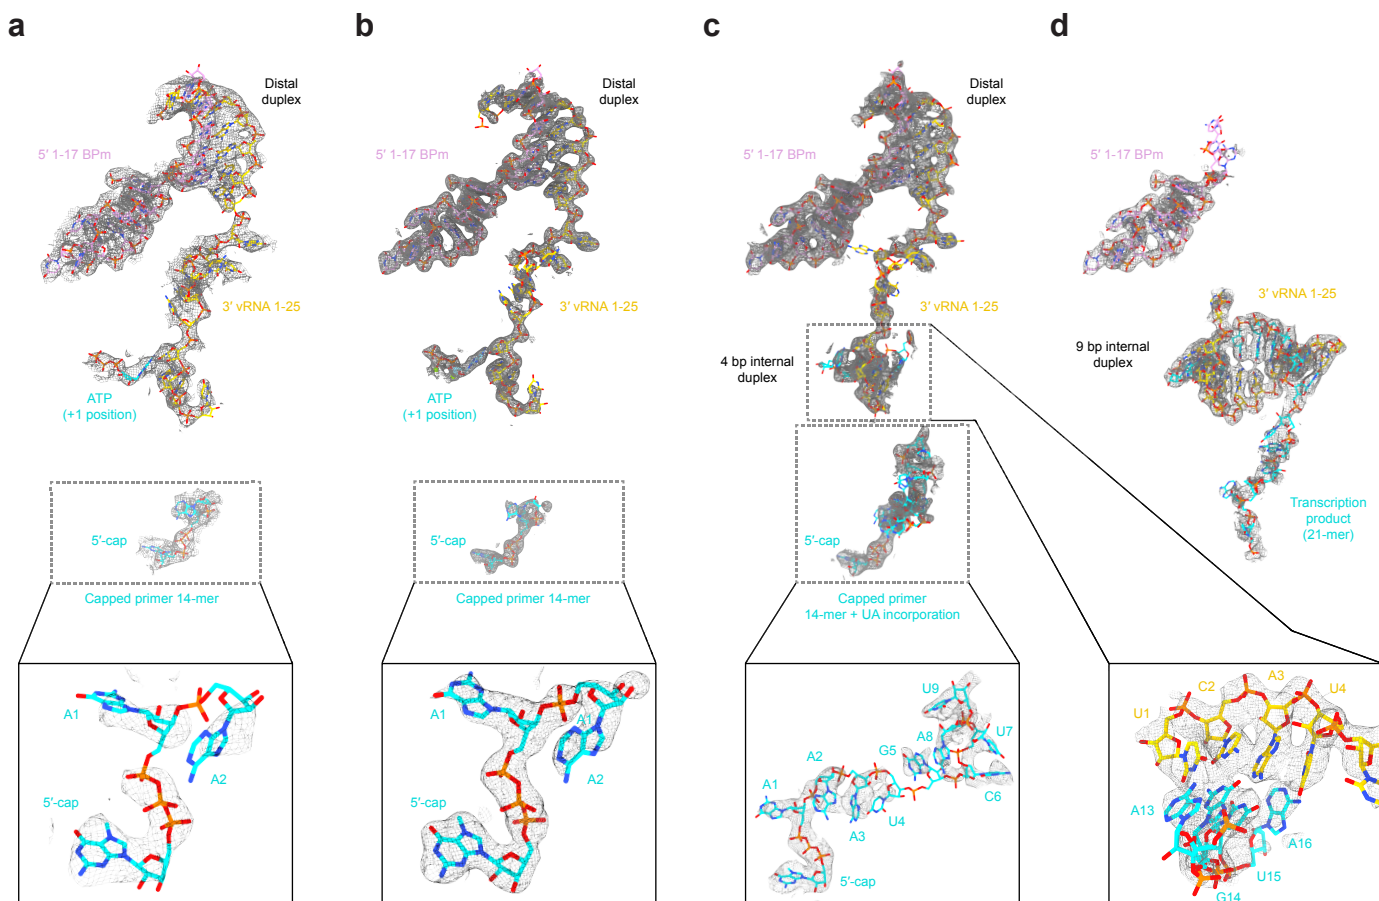 a
Distal
duplex
5′ 1-17 BPm
3′ vRNA 1-25
ATP
(+1 position)
5′-cap
Capped primer 14-mer
A1
A2
5′-cap
b
Distal
duplex
5′ 1-17 BPm
3′ vRNA 1-25
ATP
(+1 position)
5′-cap
Capped primer 14-mer
A1
A1
A2
5′-cap
c
Distal
duplex
5′ 1-17 BPm
3′ vRNA 1-25
4 bp internal
duplex
5′-cap
Capped primer
14-mer + UA incorporation
U9
U7
A8
G5
A2
A1
C6
U4
A3
5′-cap
d
5′ 1-17 BPm
3′ vRNA 1-25
9 bp internal
duplex
Transcription
product
(21-mer)
A3
C2
U4
U1
A13
A16
U15
G14